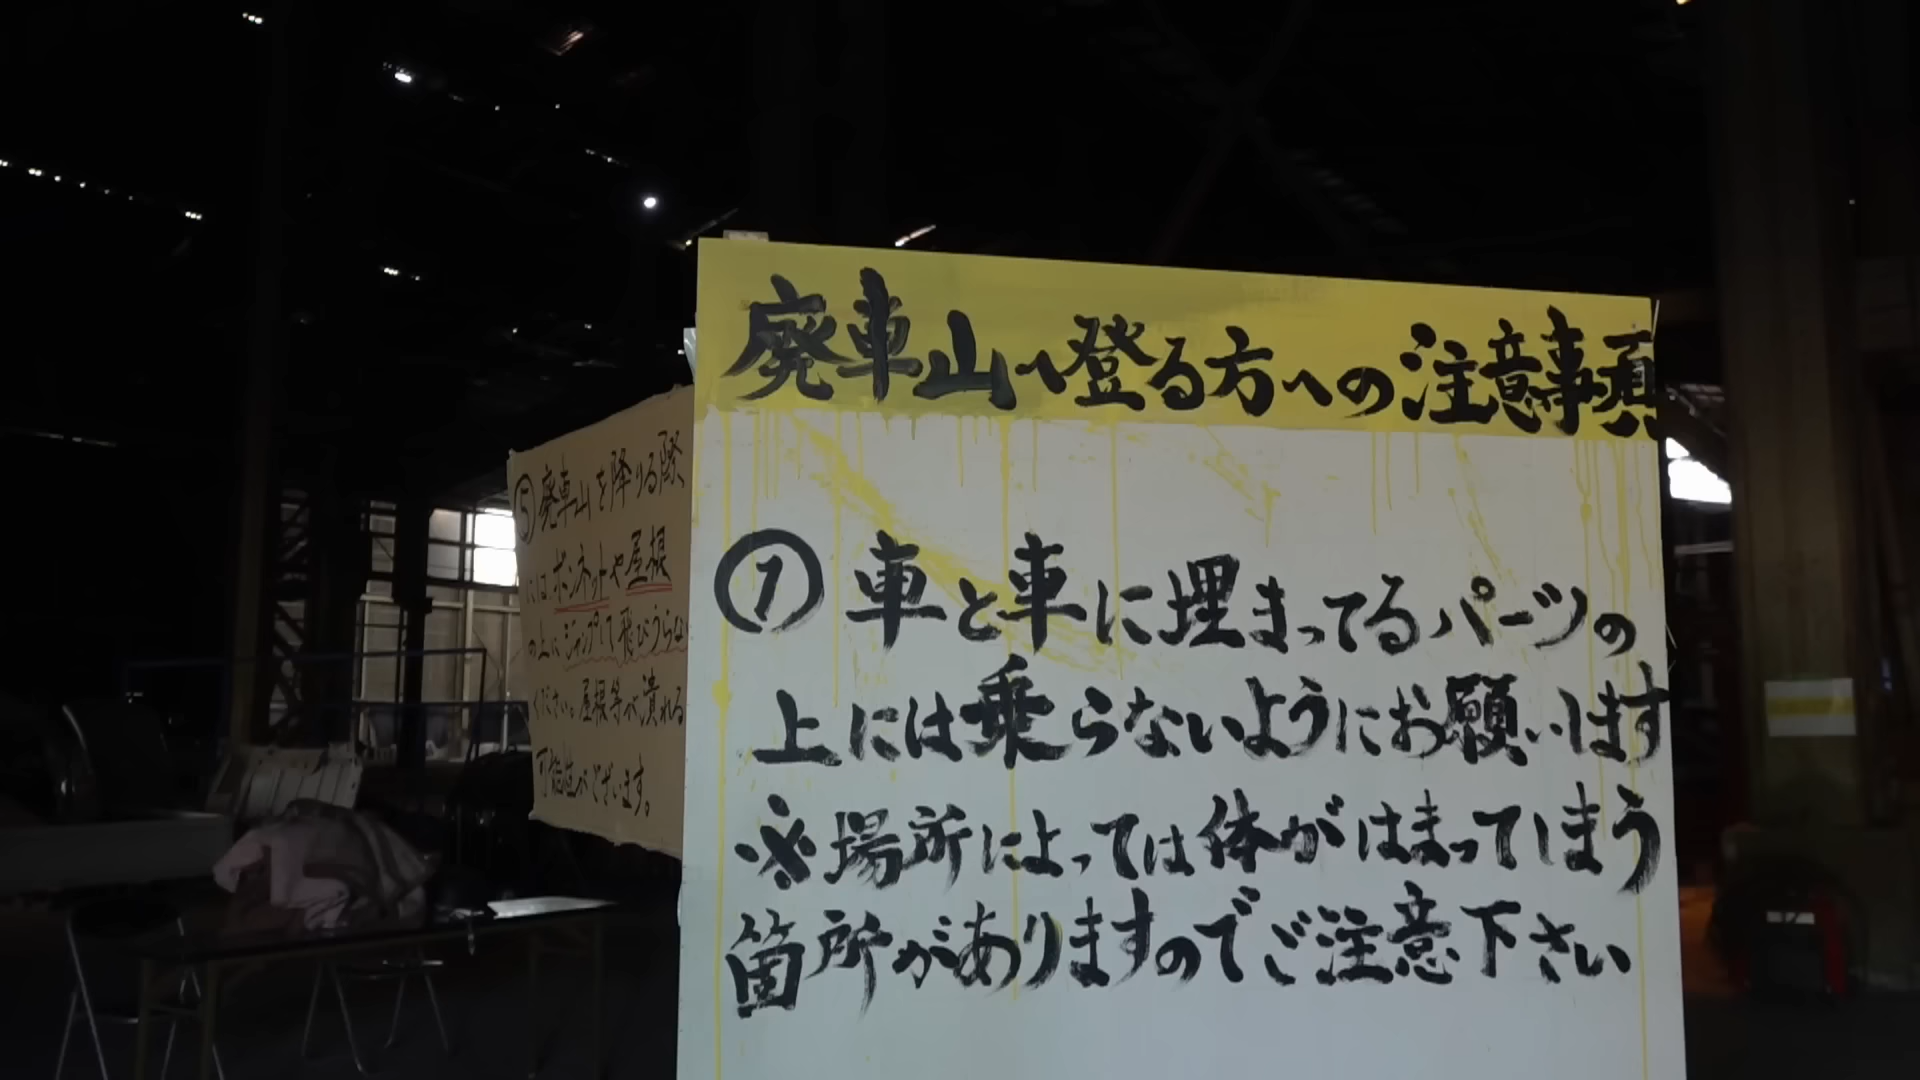 廃車山へ登る方への注意事項
① 車と車に埋まってるパーツの
上には乗らないようにお願いします
※場所によっては体がはまってしまう
箇所がありますのでご注意下さい
⑤廃車山を降りる際、
には、ボンネットや屋根
の上にジャンプして飛びうらない
ください。屋根等が潰れる
可能性がございます。